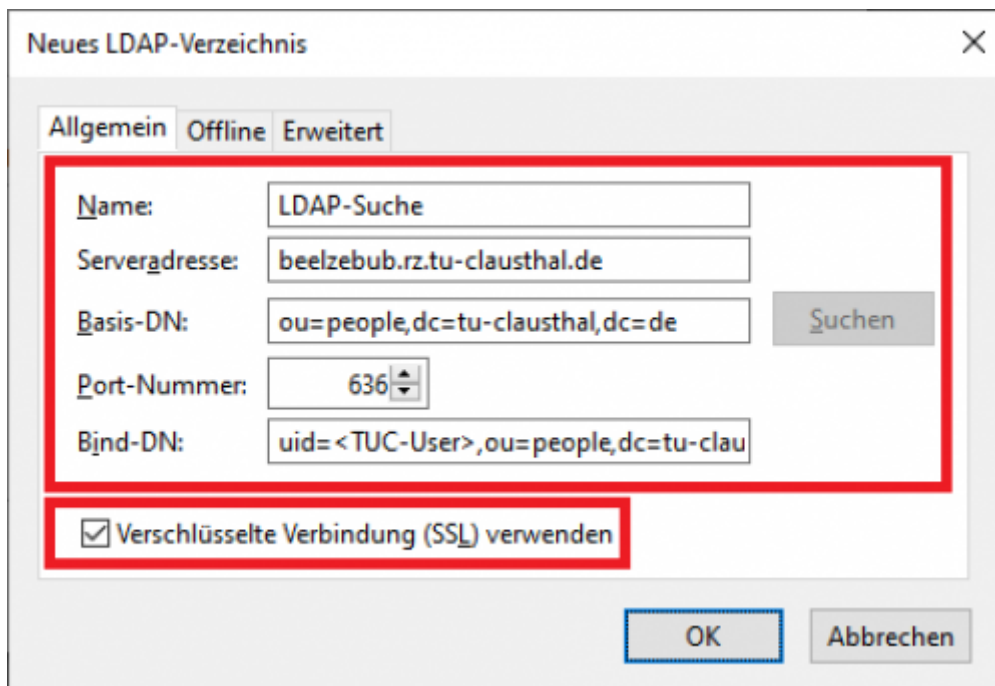 Neues LDAP-Verzeichnis
Allgemein Offline Erweitert
Name: LDAP-Suche
Serveradresse: beelzebub.rz.tu-clausthal.de
Basis-DN: ou=people,dc=tu-clausthal,dc=de Suchen
Port-Nummer: 636
Bind-DN: uid=<TUC-User>,ou=people,dc=tu-clau
Verschlüsselte Verbindung (SSL) verwenden
OK Abbrechen